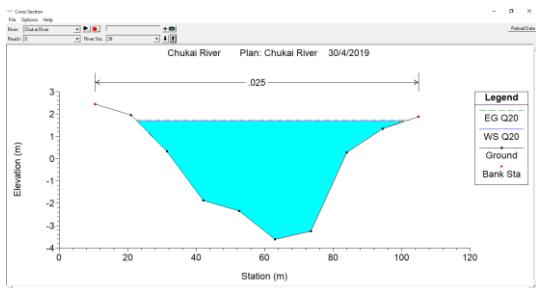 Cross Section
File Options Help
River: Chukai River
Reload Data
Reach: 1 River Sta.: 20
Chukai River Plan: Chukai River 30/4/2019
.025
Legend
EG Q20
WS Q20
Ground
Bank Sta
Elevation (m)
3
2
1
0
-1
-2
-3
-4
0 20 40 60 80 100 120
Station (m)